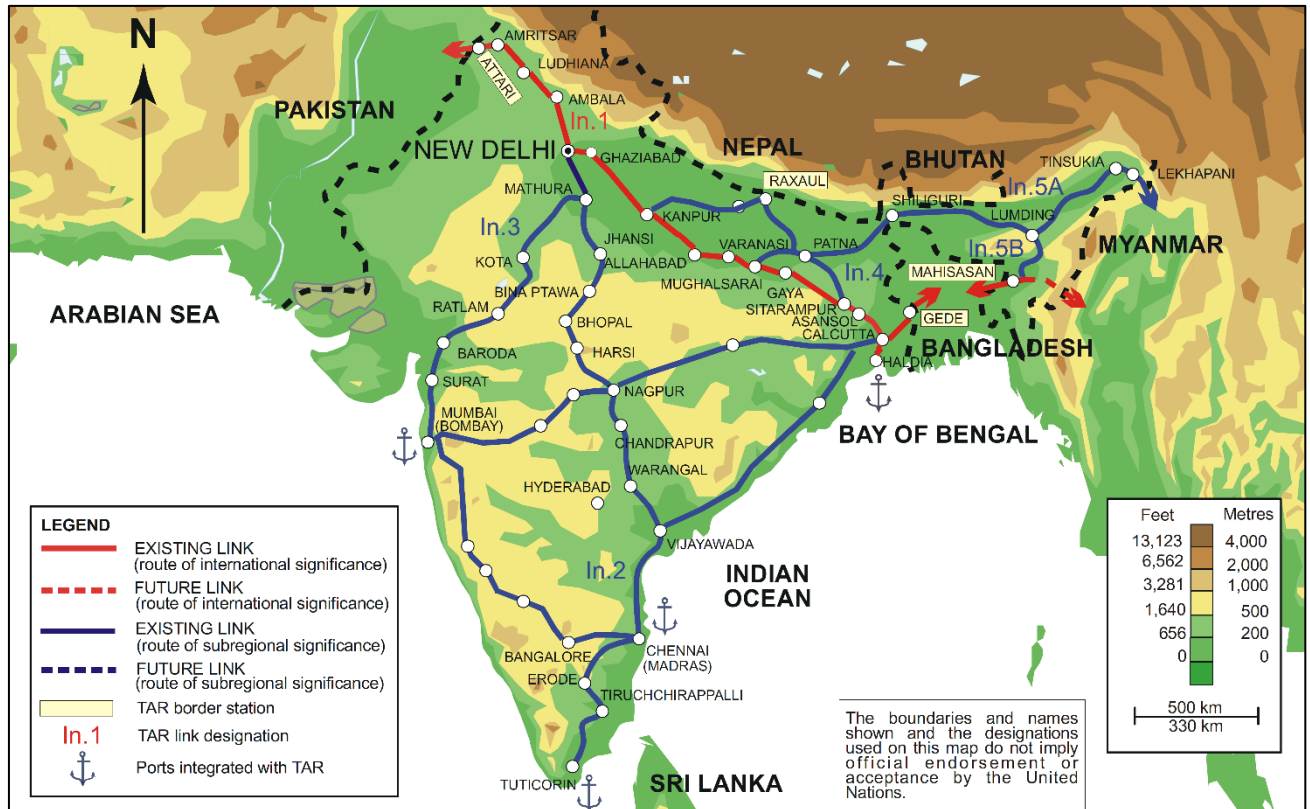 N
AMRITSAR
ATTARI
LUDHIANA
PAKISTAN
AMBALA
In.1
NEW DELHI
GHAZIABAD
NEPAL
BHUTAN
TINSUKIA
LEKHAPANI
In.5A
RAXAUL
MATHURA
SHILIGURI
KANPUR
LUMDING
In.3
JHANSI
VARANASI
PATNA
In.5B
MYANMAR
KOTA
ALLAHABAD
MUGHALSARAI
In.4
MAHISASAN
GAYA
BINA PTAWA
RATLAM
SITARAMPUR
ARABIAN SEA
ASANSOL
GEDE
BHOPAL
CALCUTTA
BANGLADESH
BARODA
HARSI
HALDIA
SURAT
NAGPUR
MUMBAI
(BOMBAY)
BAY OF BENGAL
CHANDRAPUR
WARANGAL
HYDERABAD
VIJAYAWADA
In.2
INDIAN
OCEAN
BANGALORE
CHENNAI
(MADRAS)
ERODE
TIRUCHCHIRAPPALLI
TUTICORIN
SRI LANKA
LEGEND
EXISTING LINK
(route of international significance)
FUTURE LINK
(route of international significance)
EXISTING LINK
(route of subregional significance)
FUTURE LINK
(route of subregional significance)
TAR border station
In.1 TAR link designation
Ports integrated with TAR
The boundaries and names
shown and the designations
used on this map do not imply
official endorsement or
acceptance by the United
Nations.
Feet Metres
13,123 4,000
6,562 2,000
3,281 1,000
1,640 500
656 200
0 0
500 km
330 km